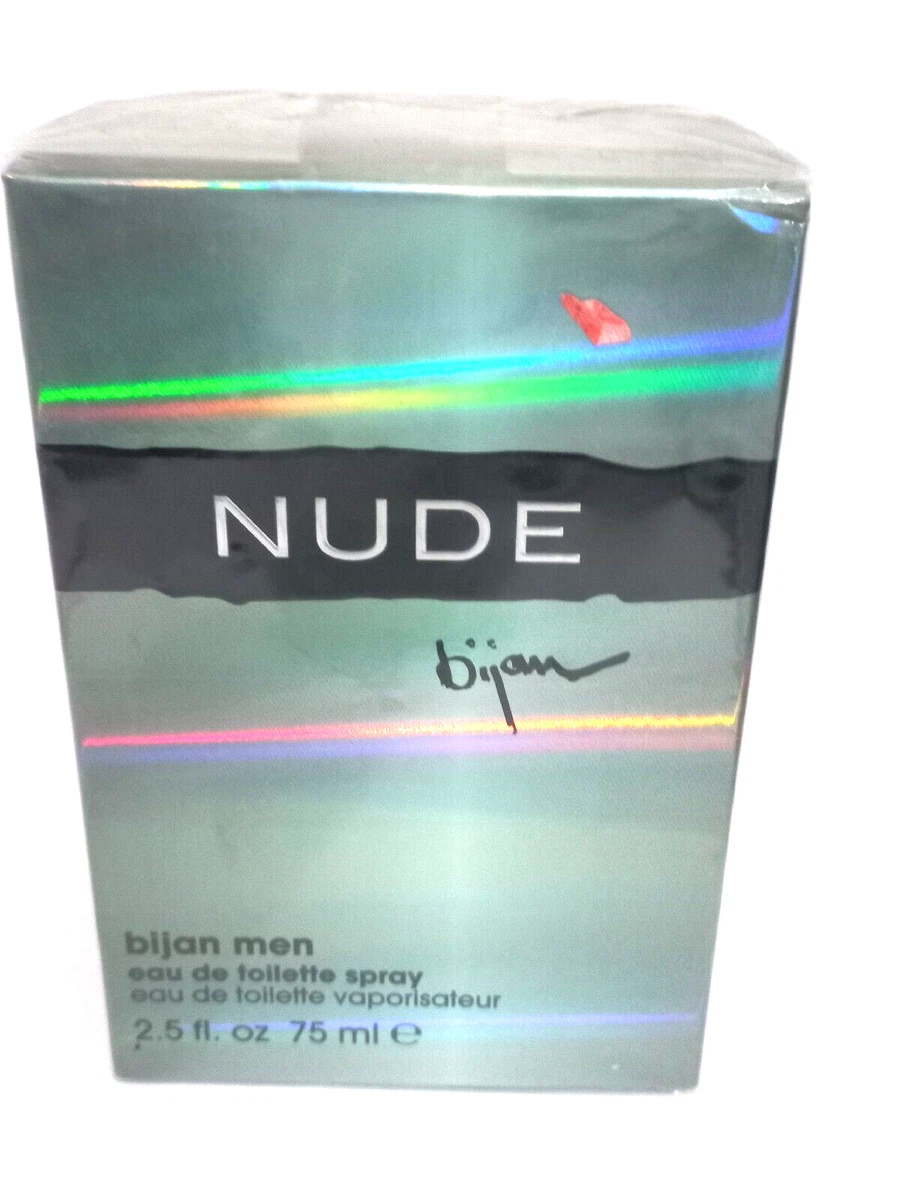 NUDE
bijan
bijan men
eau de toilette spray
eau de toilette vaporisateur
2.5 fl. oz 75 ml ℮